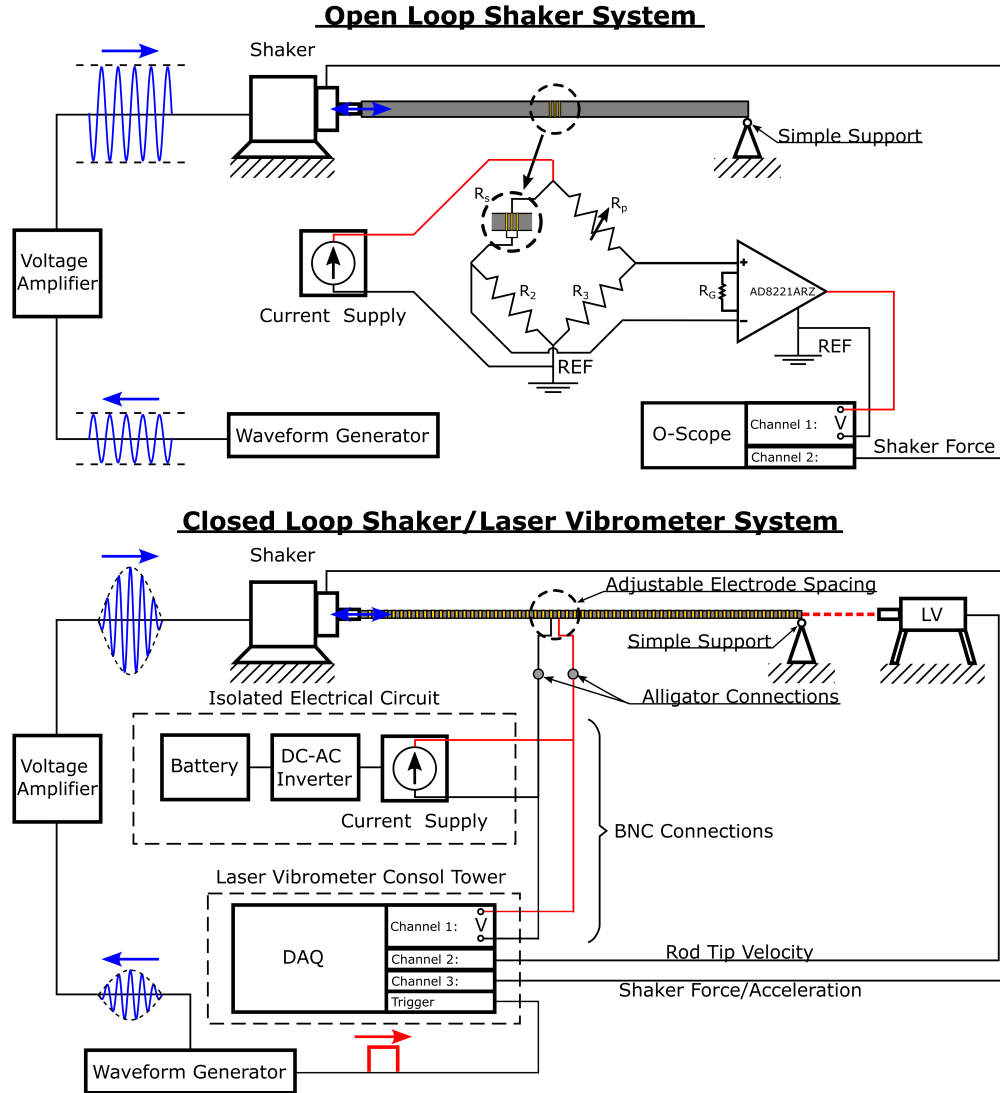 Open Loop Shaker System
Shaker
Simple Support
Rs
Rp
Voltage
Amplifier
R2
R3
RG
AD8221ARZ
+
−
Current Supply
REF
REF
Waveform Generator
O-Scope
Channel 1:
V
Channel 2:
Shaker Force
Closed Loop Shaker/Laser Vibrometer System
Shaker
Adjustable Electrode Spacing
LV
Simple Support
Isolated Electrical Circuit
Alligator Connections
Voltage
Amplifier
Battery
DC-AC
Inverter
Current Supply
BNC Connections
Laser Vibrometer Consol Tower
DAQ
Channel 1:
V
Channel 2:
Rod Tip Velocity
Channel 3:
Shaker Force/Acceleration
Trigger
Waveform Generator